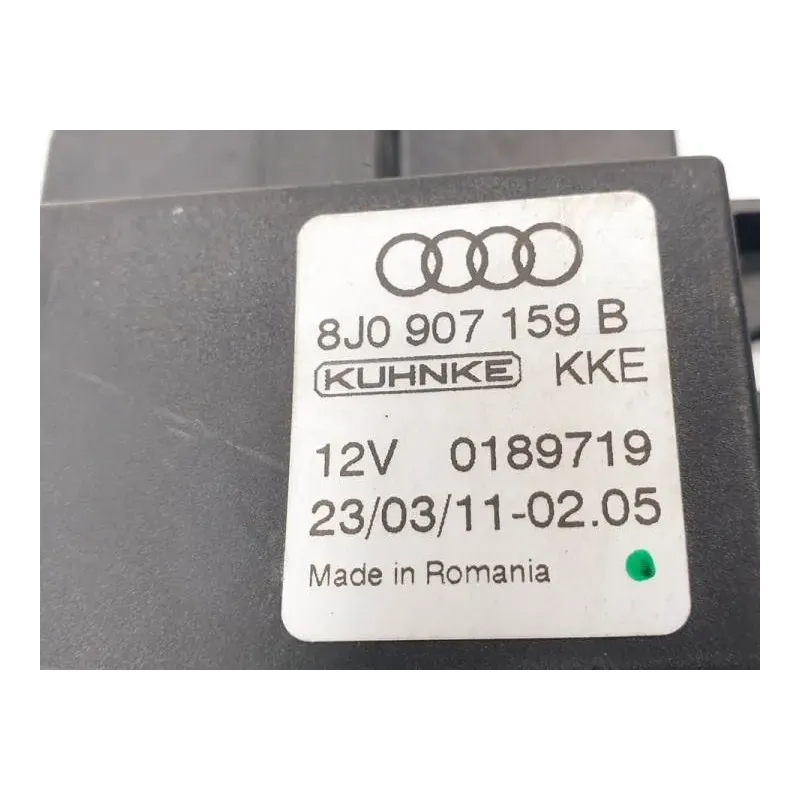 8J0 907 159 B
KUHNKE KKE
12V 0189719
23/03/11-02.05
Made in Romania